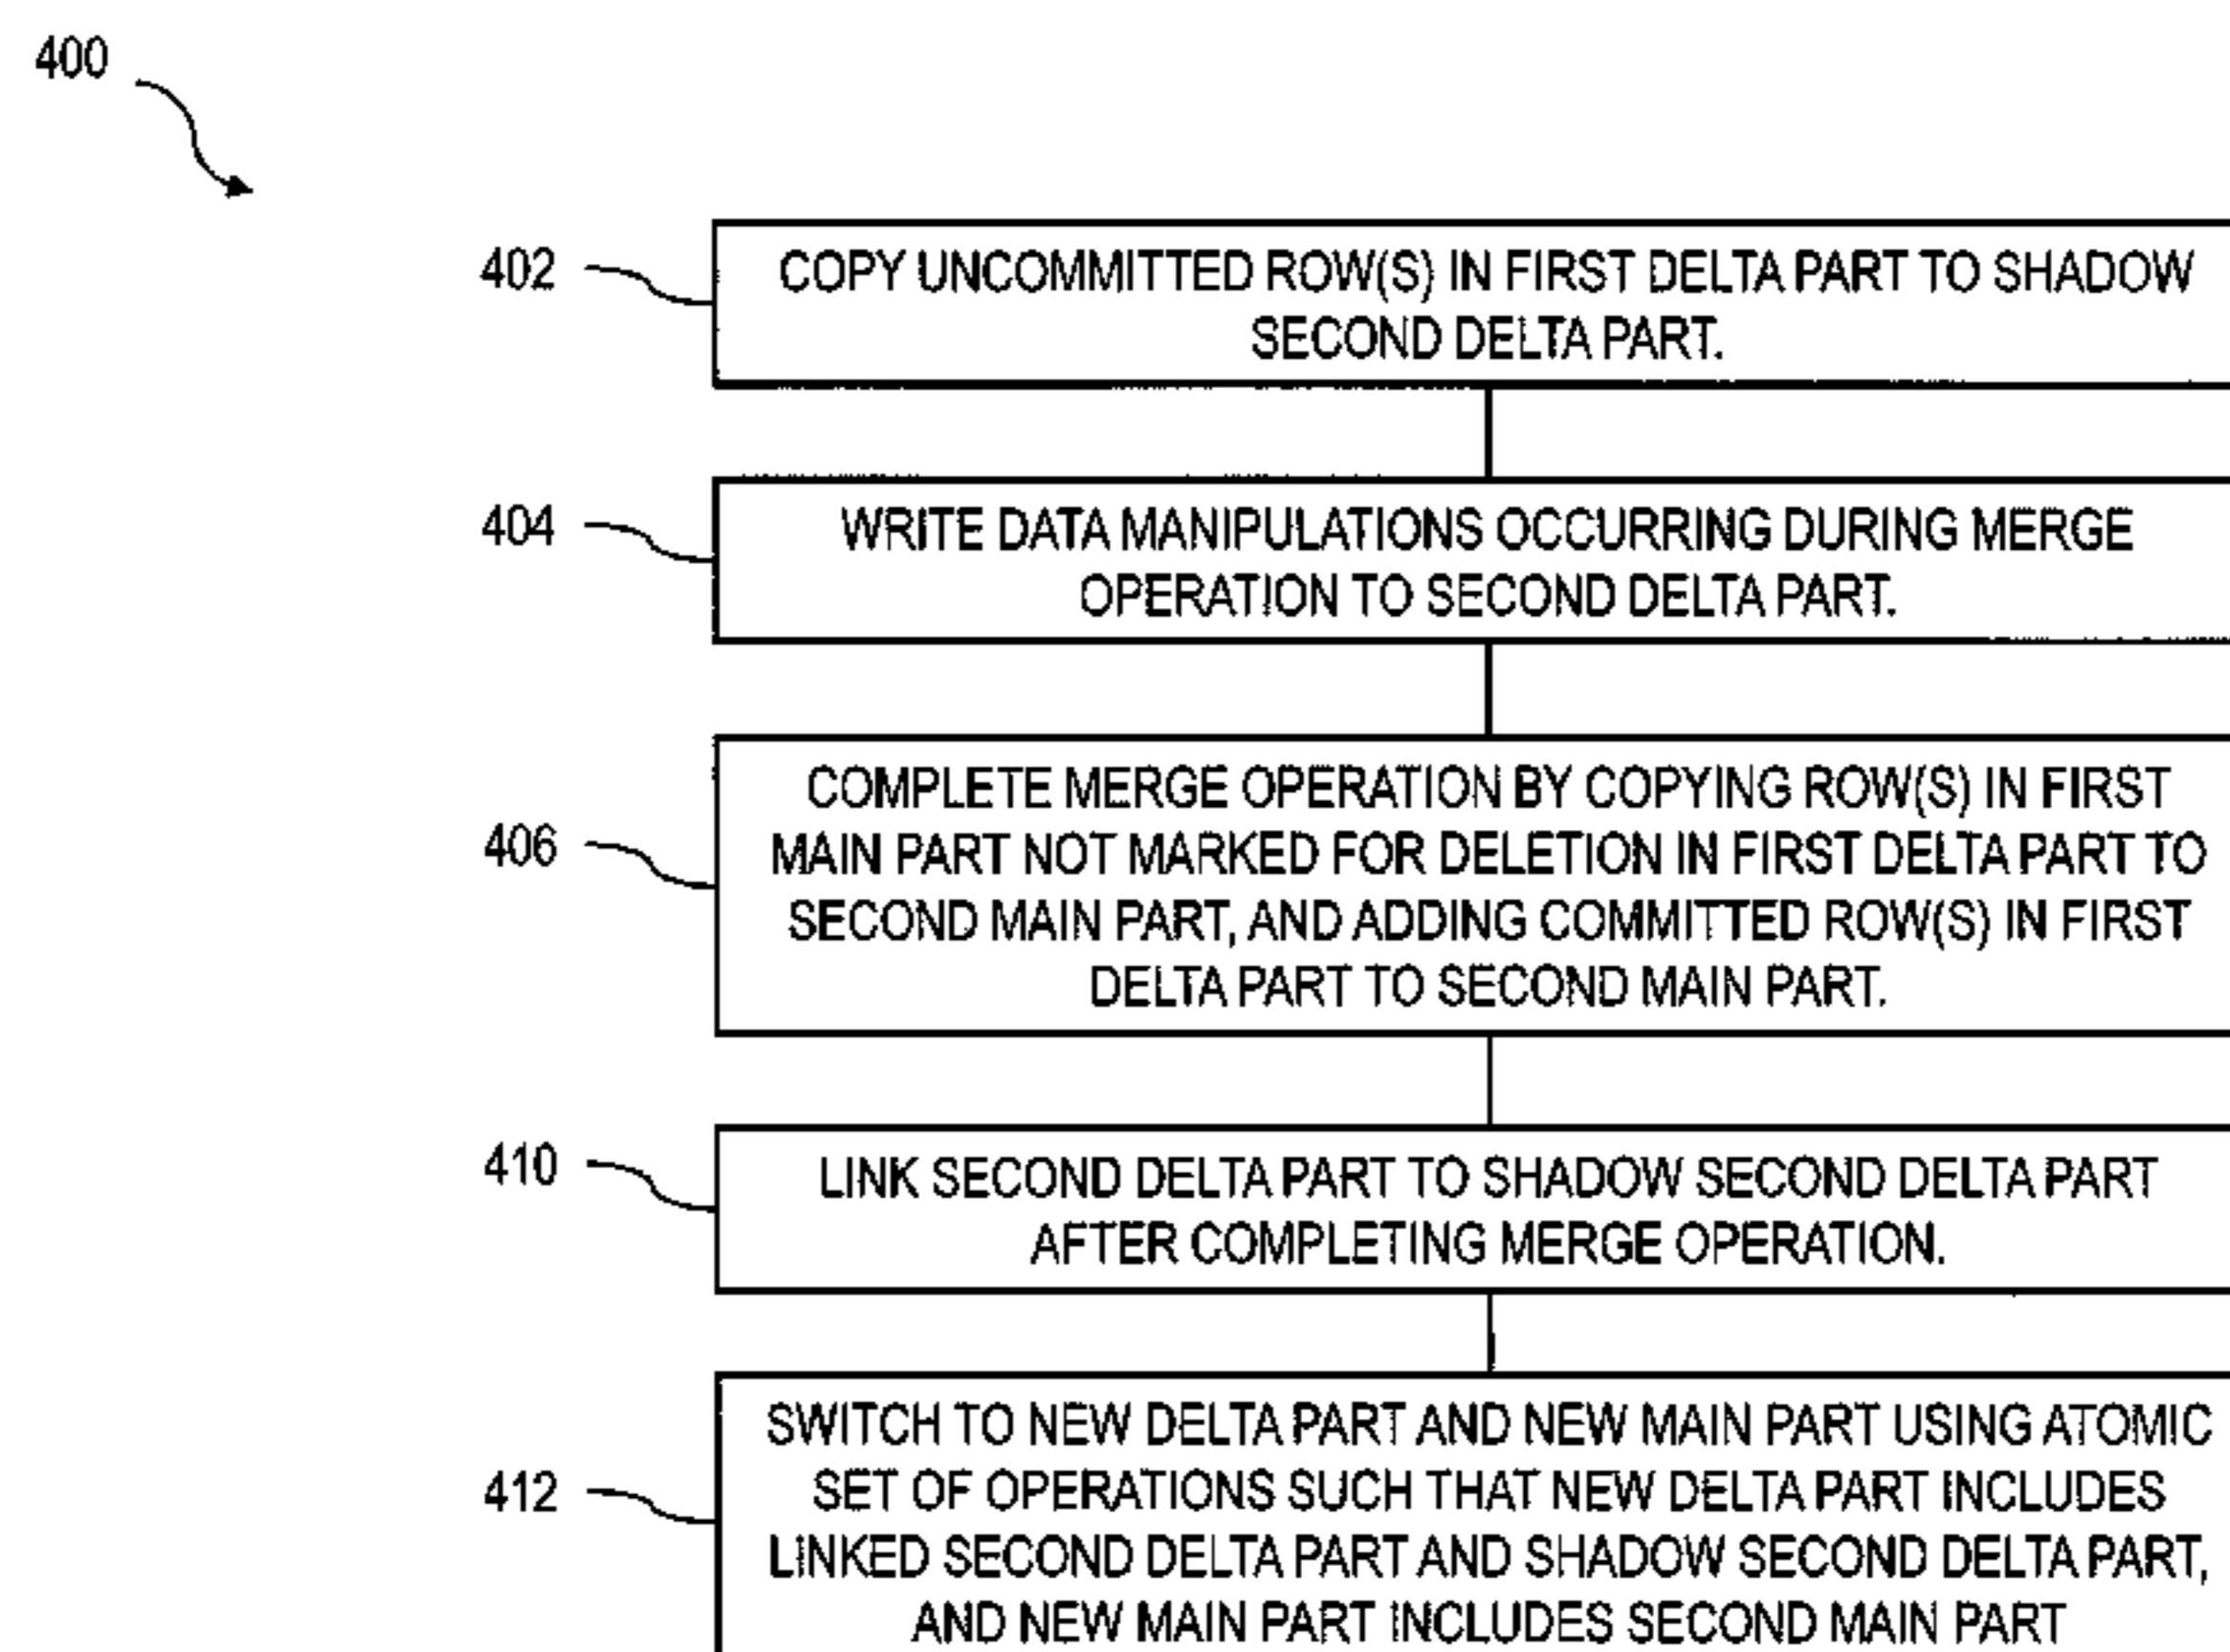 400
402
COPY UNCOMMITTED ROW(S) IN FIRST DELTA PART TO SHADOW
SECOND DELTA PART.
404
WRITE DATA MANIPULATIONS OCCURRING DURING MERGE
OPERATION TO SECOND DELTA PART.
406
COMPLETE MERGE OPERATION BY COPYING ROW(S) IN FIRST
MAIN PART NOT MARKED FOR DELETION IN FIRST DELTA PART TO
SECOND MAIN PART, AND ADDING COMMITTED ROW(S) IN FIRST
DELTA PART TO SECOND MAIN PART.
410
LINK SECOND DELTA PART TO SHADOW SECOND DELTA PART
AFTER COMPLETING MERGE OPERATION.
412
SWITCH TO NEW DELTA PART AND NEW MAIN PART USING ATOMIC
SET OF OPERATIONS SUCH THAT NEW DELTA PART INCLUDES
LINKED SECOND DELTA PART AND SHADOW SECOND DELTA PART,
AND NEW MAIN PART INCLUDES SECOND MAIN PART